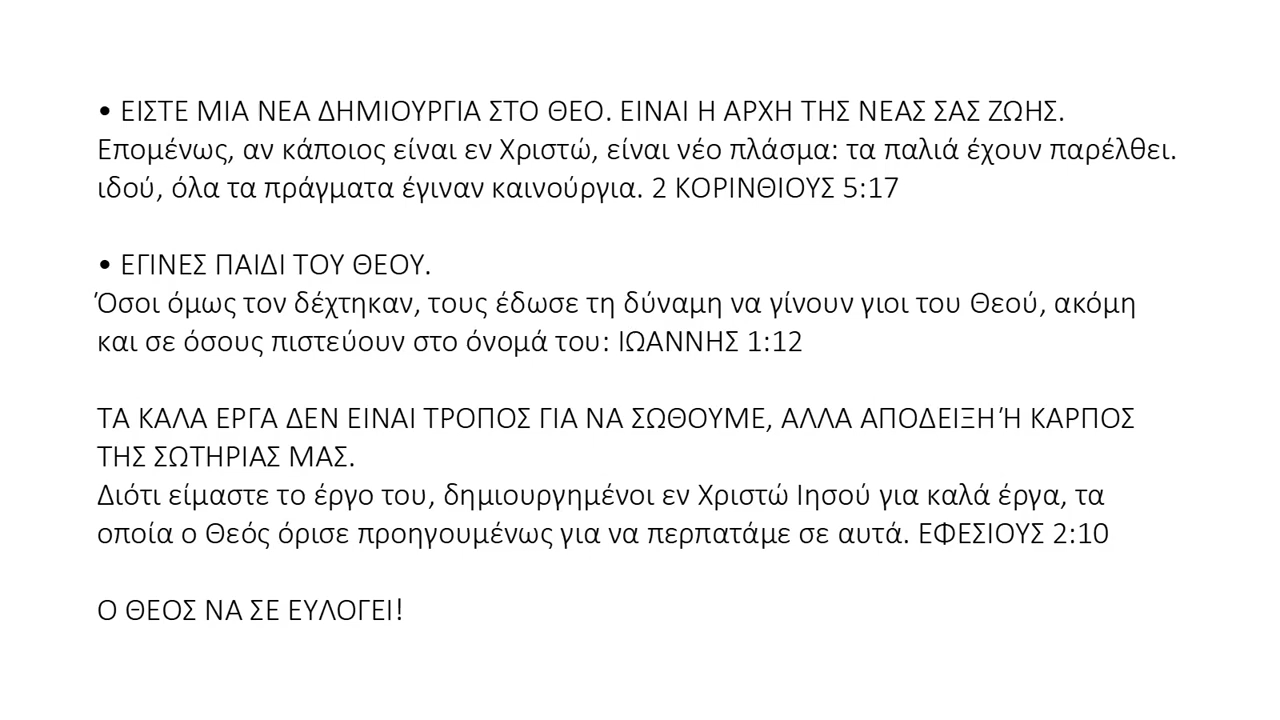 • ΕΙΣΤΕ ΜΙΑ ΝΕΑ ΔΗΜΙΟΥΡΓΙΑ ΣΤΟ ΘΕΟ. ΕΙΝΑΙ Η ΑΡΧΗ ΤΗΣ ΝΕΑΣ ΣΑΣ ΖΩΗΣ.
Επομένως, αν κάποιος είναι εν Χριστώ, είναι νέο πλάσμα: τα παλιά έχουν παρέλθει.
ιδού, όλα τα πράγματα έγιναν καινούργια. 2 ΚΟΡΙΝΘΙΟΥΣ 5:17
• ΕΓΙΝΕΣ ΠΑΙΔΙ ΤΟΥ ΘΕΟΥ.
Όσοι όμως τον δέχτηκαν, τους έδωσε τη δύναμη να γίνουν γιοι του Θεού, ακόμη
και σε όσους πιστεύουν στο όνομά του: ΙΩΑΝΝΗΣ 1:12
ΤΑ ΚΑΛΑ ΕΡΓΑ ΔΕΝ ΕΙΝΑΙ ΤΡΟΠΟΣ ΓΙΑ ΝΑ ΣΩΘΟΥΜΕ, ΑΛΛΑ ΑΠΟΔΕΙΞΗ Ή ΚΑΡΠΟΣ
ΤΗΣ ΣΩΤΗΡΙΑΣ ΜΑΣ.
Διότι είμαστε το έργο του, δημιουργημένοι εν Χριστώ Ιησού για καλά έργα, τα
οποία ο Θεός όρισε προηγουμένως για να περπατάμε σε αυτά. ΕΦΕΣΙΟΥΣ 2:10
Ο ΘΕΟΣ ΝΑ ΣΕ ΕΥΛΟΓΕΙ!